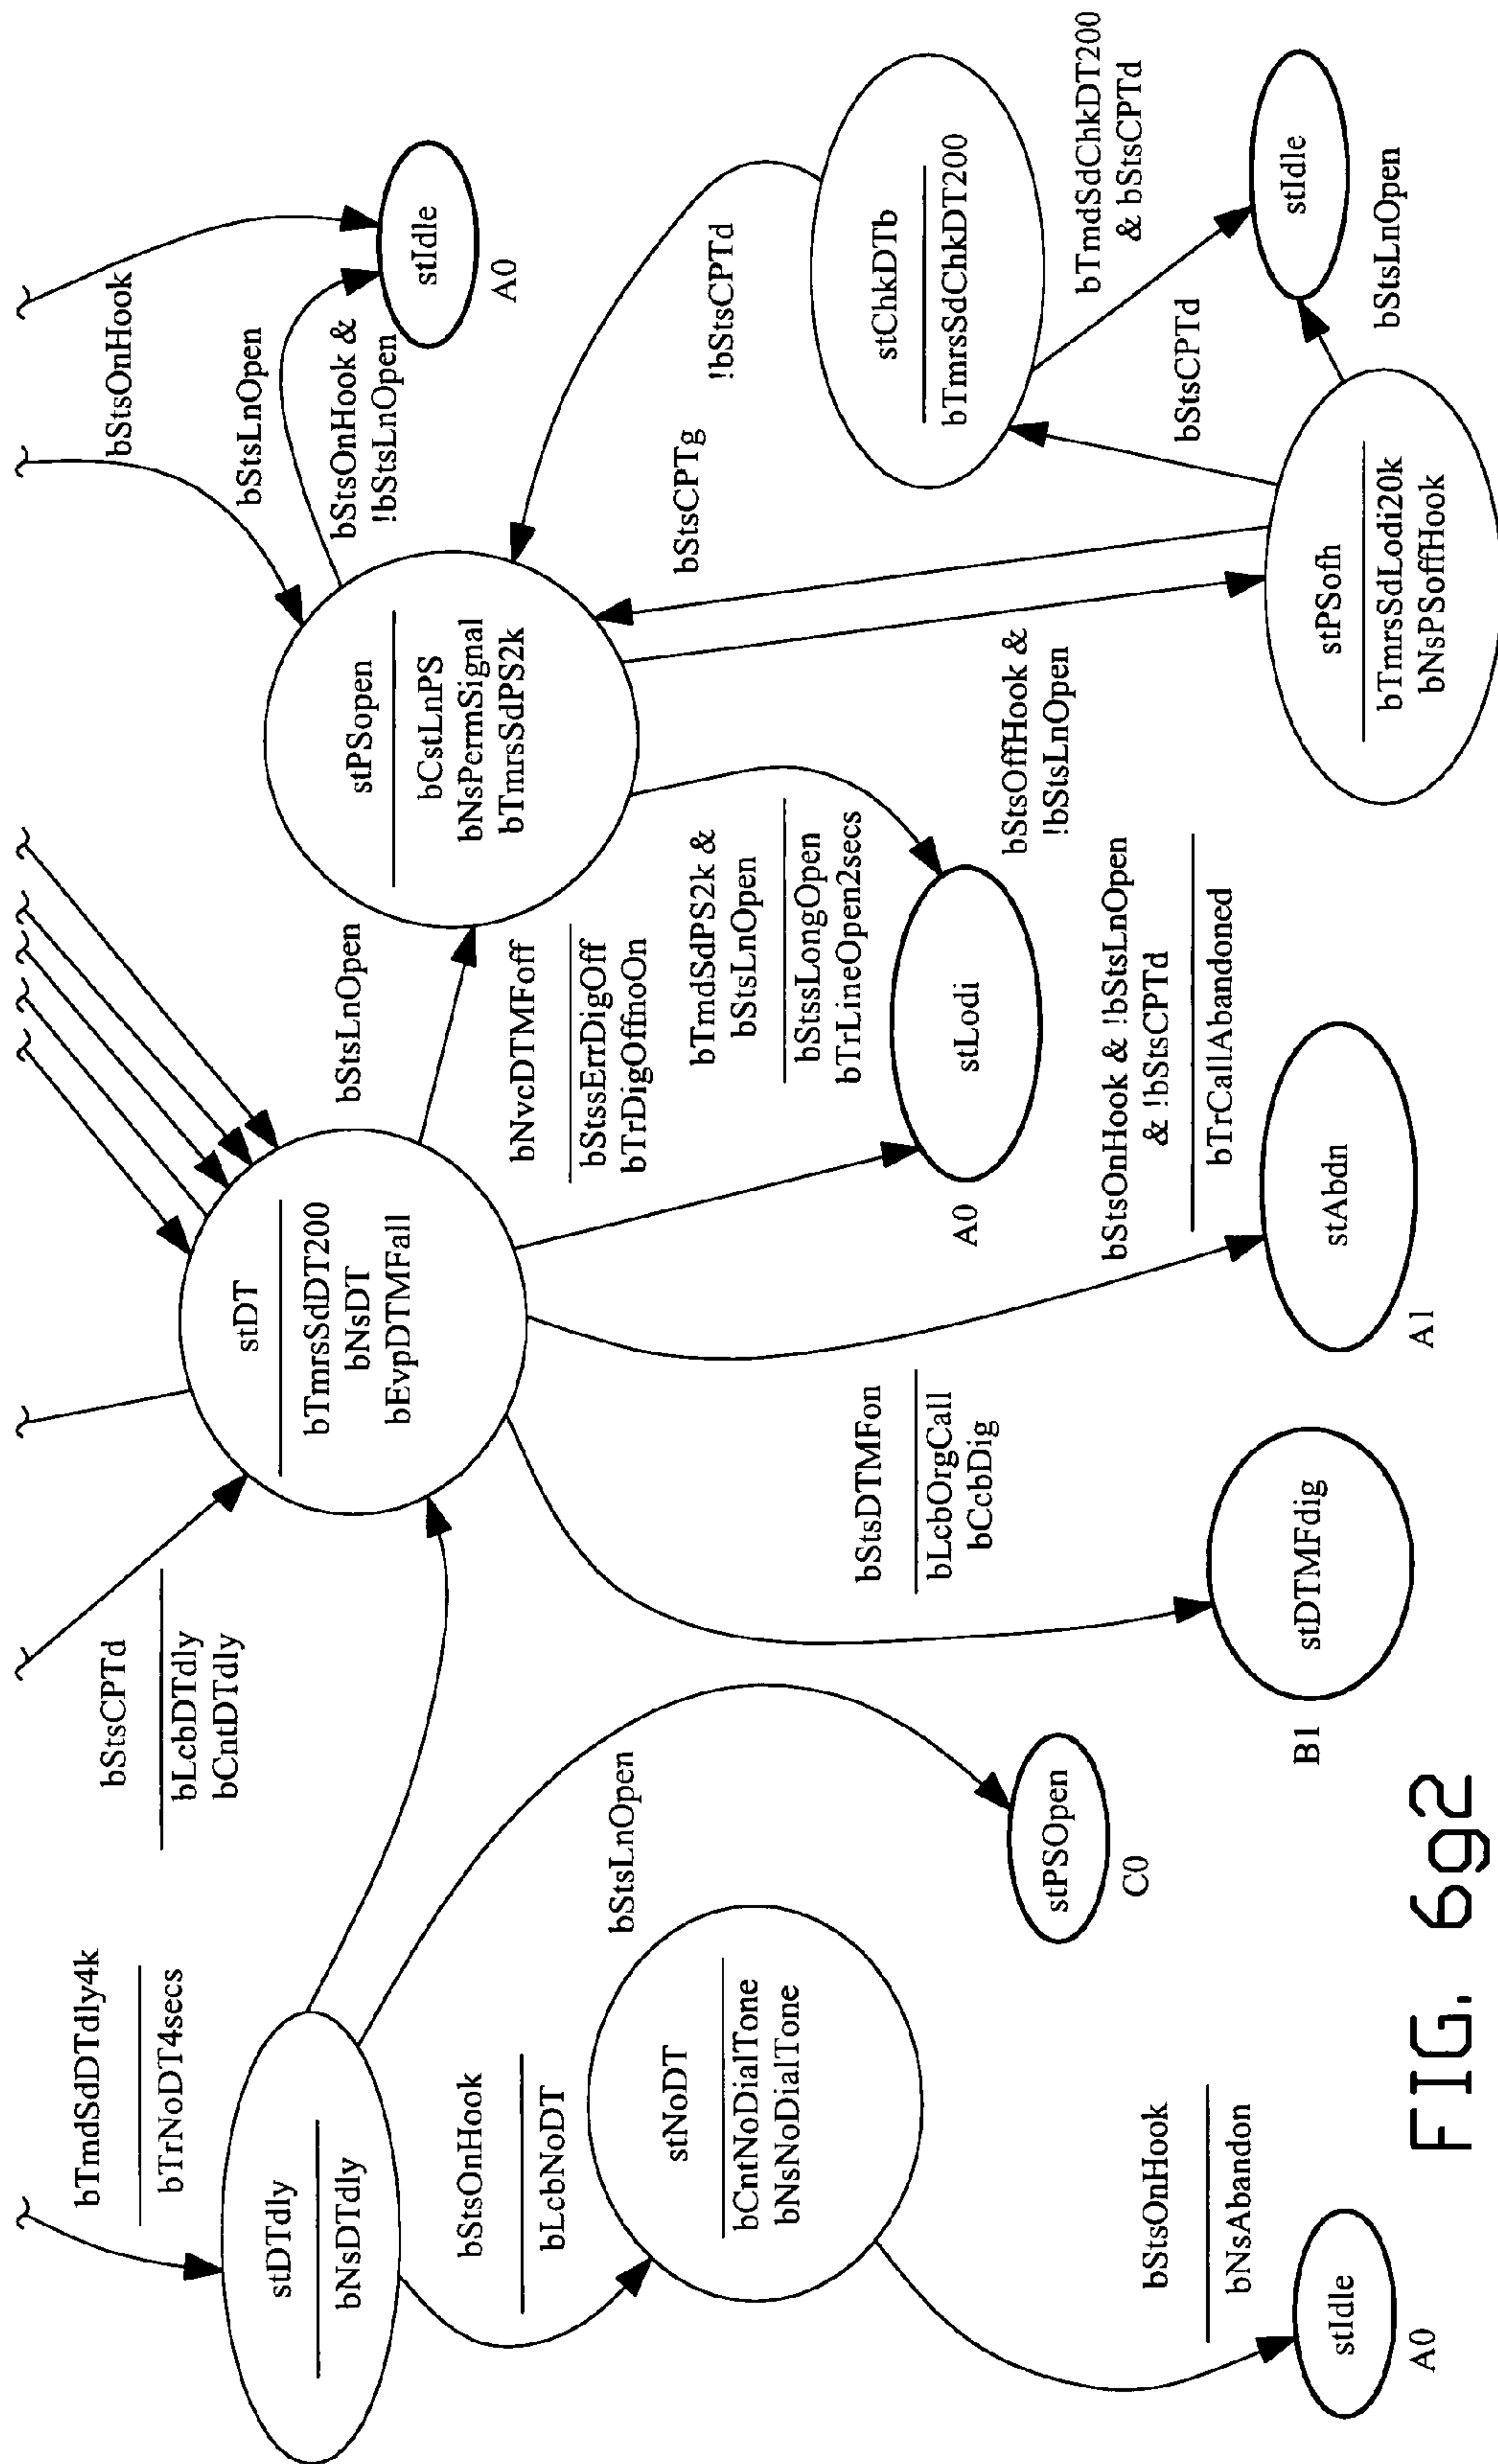 bTmdSdDTdly4k
bTrNoDT4secs
stDTdly
bNsDTdly
bStsCPTd
bLcbDTdly
bCntDTdly
stDT
bTmrsSdDT200
bNsDT
bEvpDTMFall
bStsLnOpen
stPSopen
bCstLnPS
bNsPermSignal
bTmrsSdPS2k
bStsOnHook
bStsLnOpen
bStsOnHook &
!bStsLnOpen
stIdle
A0
bStsOnHook
bLcbNoDT
stNoDT
bCntNoDialTone
bNsNoDialTone
bStsLnOpen
stPSOpen
C0
bStsOnHook
bNsAbandon
stIdle
A0
bStsDTMFon
bLcbOrgCall
bCcbDig
stDTMFdig
B1
bNvcDTMFoff
bStssErrDigOff
bTrDigOffnoOn
bTmdSdPS2k &
bStsLnOpen
bStssLongOpen
bTrLineOpen2secs
stLodi
A0
bStsOnHook & !bStsLnOpen
& !bStsCPTd
bTrCallAbandoned
stAbdn
A1
bStsOffHook &
!bStsLnOpen
bStsCPTg
!bStsCPTd
stChkDTb
bTmrsSdChkDT200
bTmdSdChkDT200
& bStsCPTd
bStsCPTd
stPSofh
bTmrsSdLodi20k
bNsPSoffHook
stIdle
bStsLnOpen
FIG. 6g2